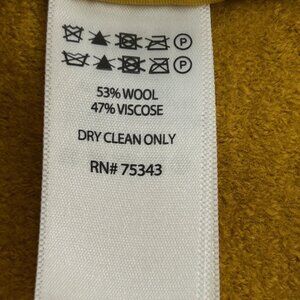 P
P
53% WOOL
47% VISCOSE
DRY CLEAN ONLY
RN# 75343